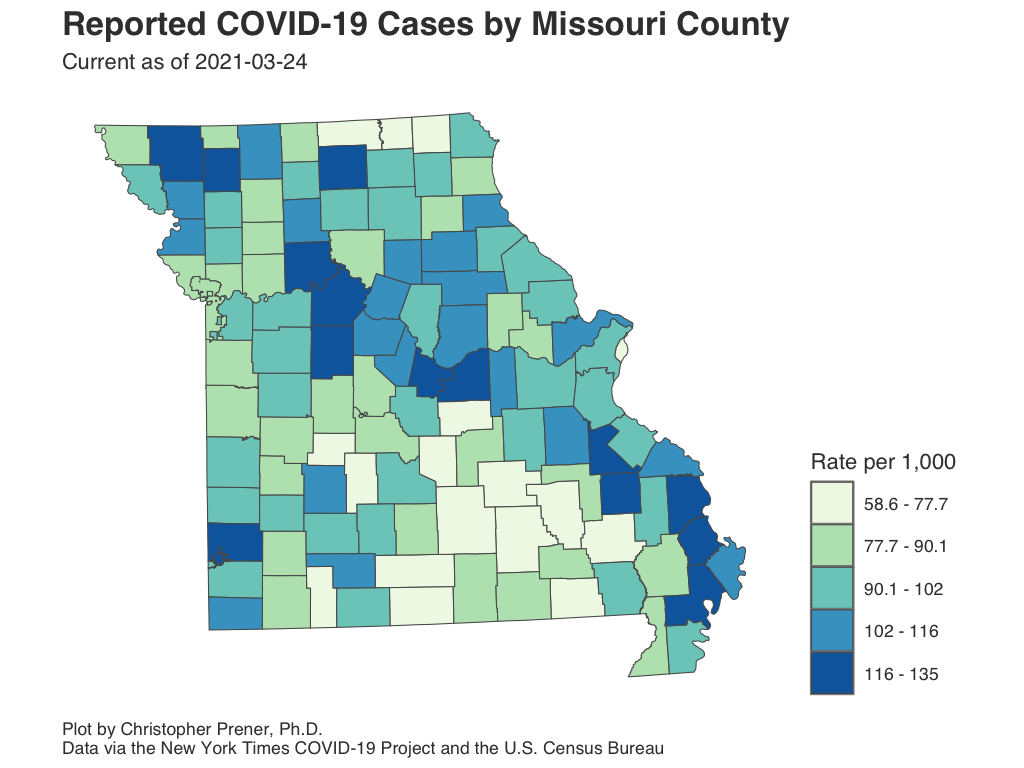 Reported COVID-19 Cases by Missouri County
Current as of 2021-03-24
Rate per 1,000
58.6 - 77.7
77.7 - 90.1
90.1 - 102
102 - 116
116 - 135
Plot by Christopher Prener, Ph.D.
Data via the New York Times COVID-19 Project and the U.S. Census Bureau